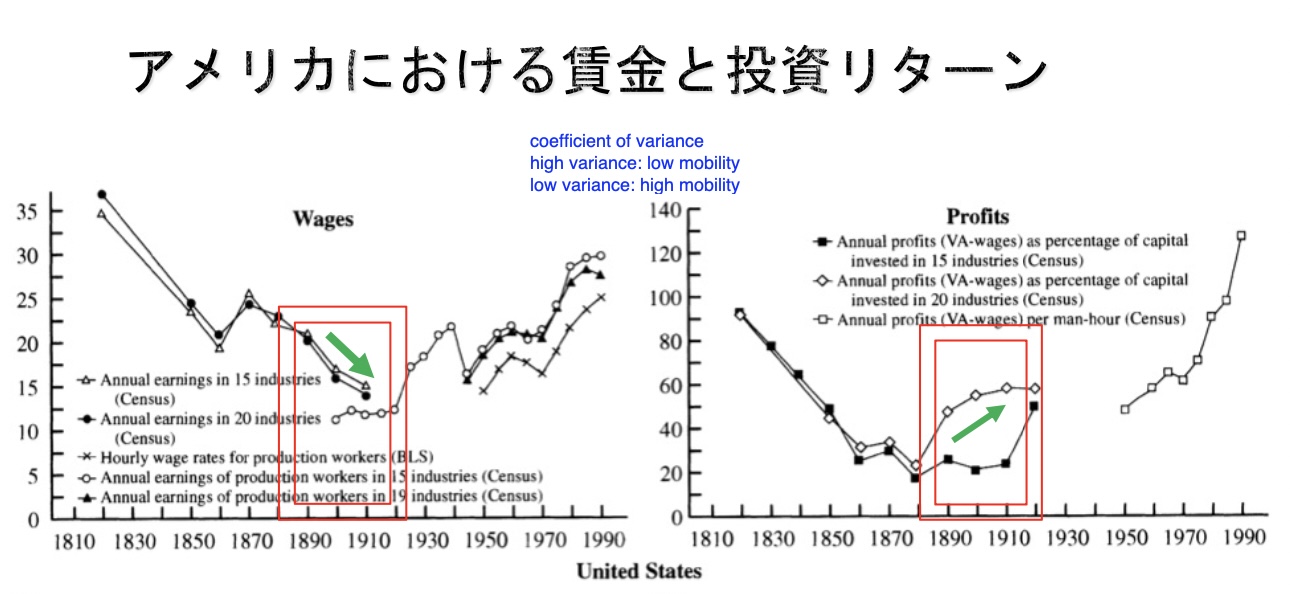 アメリカにおける賃金と投資リターン
coefficient of variance
high variance: low mobility
low variance: high mobility
Wages
35
30
25
20
15
10
5
0
Annual earnings in 15 industries
(Census)
Annual earnings in 20 industries
(Census)
Hourly wage rates for production workers (BLS)
Annual earnings of production workers in 15 industries (Census)
Annual earnings of production workers in 19 industries (Census)
1810 1830 1850 1870 1890 1910 1930 1950 1970 1990
Profits
140
120
100
80
60
40
20
0
Annual profits (VA-wages) as percentage of capital
invested in 15 industries (Census)
Annual profits (VA-wages) as percentage of capital
invested in 20 industries (Census)
Annual profits (VA-wages) per man-hour (Census)
1810 1830 1850 1870 1890 1910 1930 1950 1970 1990
United States